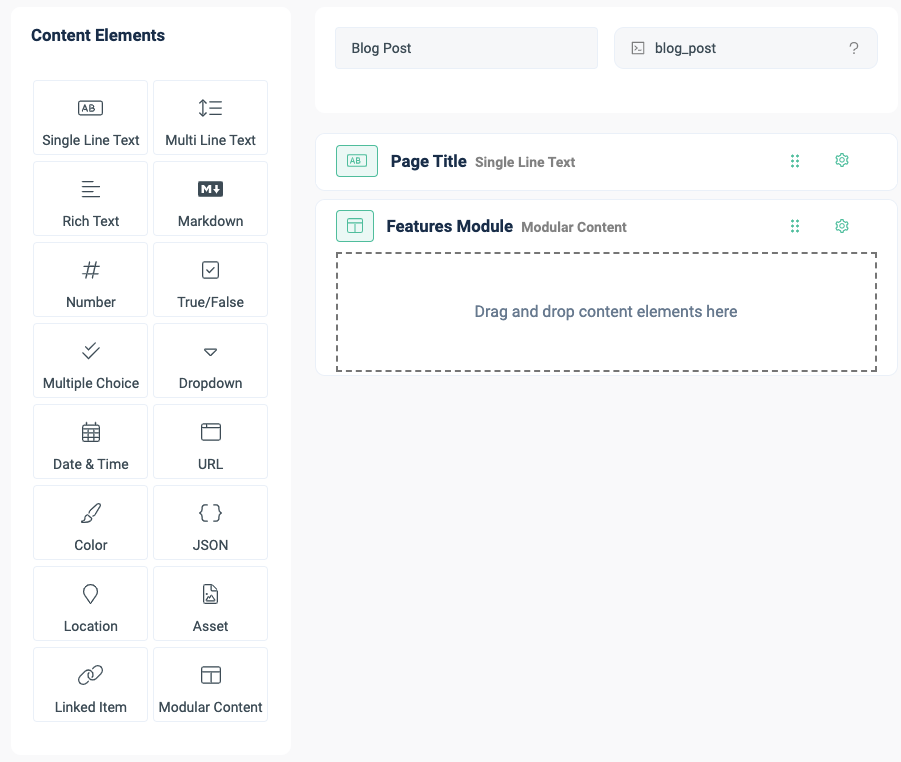 Content Elements
AB
Single Line Text
Multi Line Text
Rich Text
M
Markdown
#
Number
True/False
Multiple Choice
Dropdown
Date & Time
URL
Color
{ }
JSON
Location
Asset
Linked Item
Modular Content
Blog Post
blog_post ?
AB Page Title Single Line Text
Features Module Modular Content
Drag and drop content elements here